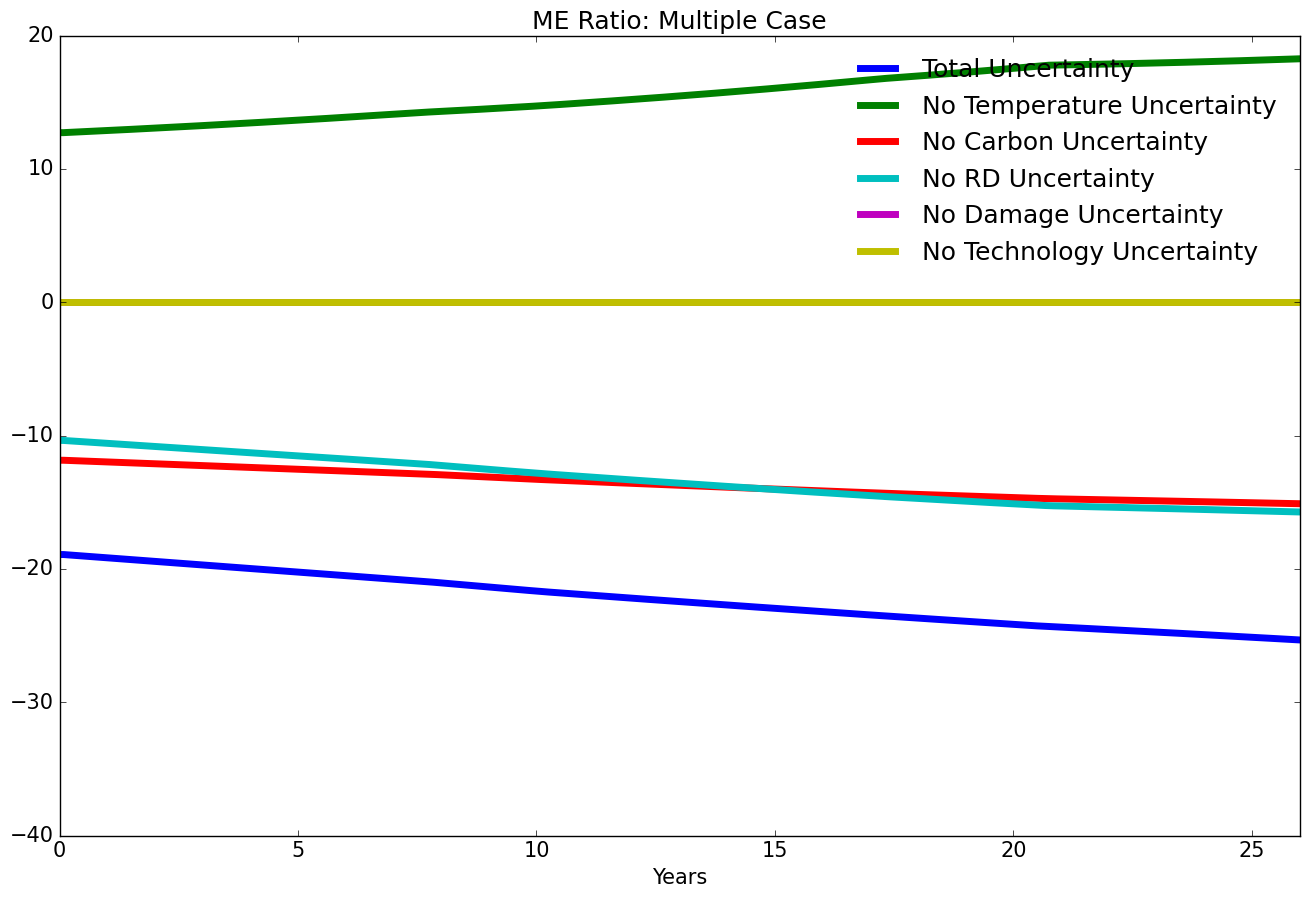 ME Ratio: Multiple Case
20
10
0
−10
−20
−30
−40
Total Uncertainty
No Temperature Uncertainty
No Carbon Uncertainty
No RD Uncertainty
No Damage Uncertainty
No Technology Uncertainty
0 5 10 15 20 25
Years